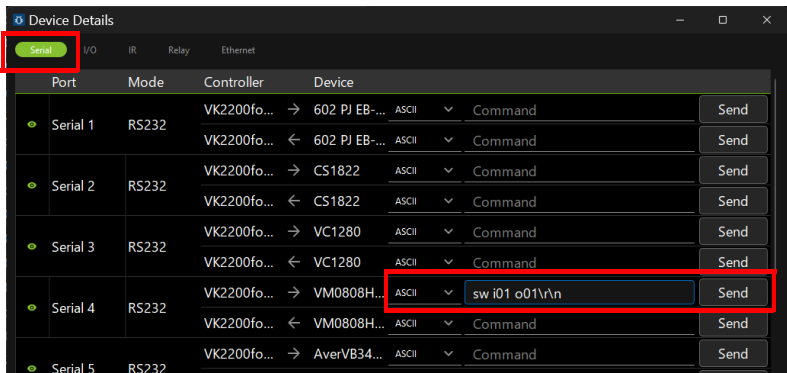 Device Details
Serial I/O IR Relay Ethernet
Port Mode Controller Device
Serial 1 RS232 VK2200fo... → 602 PJ EB-... ASCII Command Send
VK2200fo... ← 602 PJ EB-... ASCII Command Send
Serial 2 RS232 VK2200fo... → CS1822 ASCII Command Send
VK2200fo... ← CS1822 ASCII Command Send
Serial 3 RS232 VK2200fo... → VC1280 ASCII Command Send
VK2200fo... ← VC1280 ASCII Command Send
Serial 4 RS232 VK2200fo... → VM0808H... ASCII sw i01 o01\r\n Send
VK2200fo... ← VM0808H... ASCII Command Send
Serial 5 RS232 VK2200fo... → AverVB34... ASCII Command Send